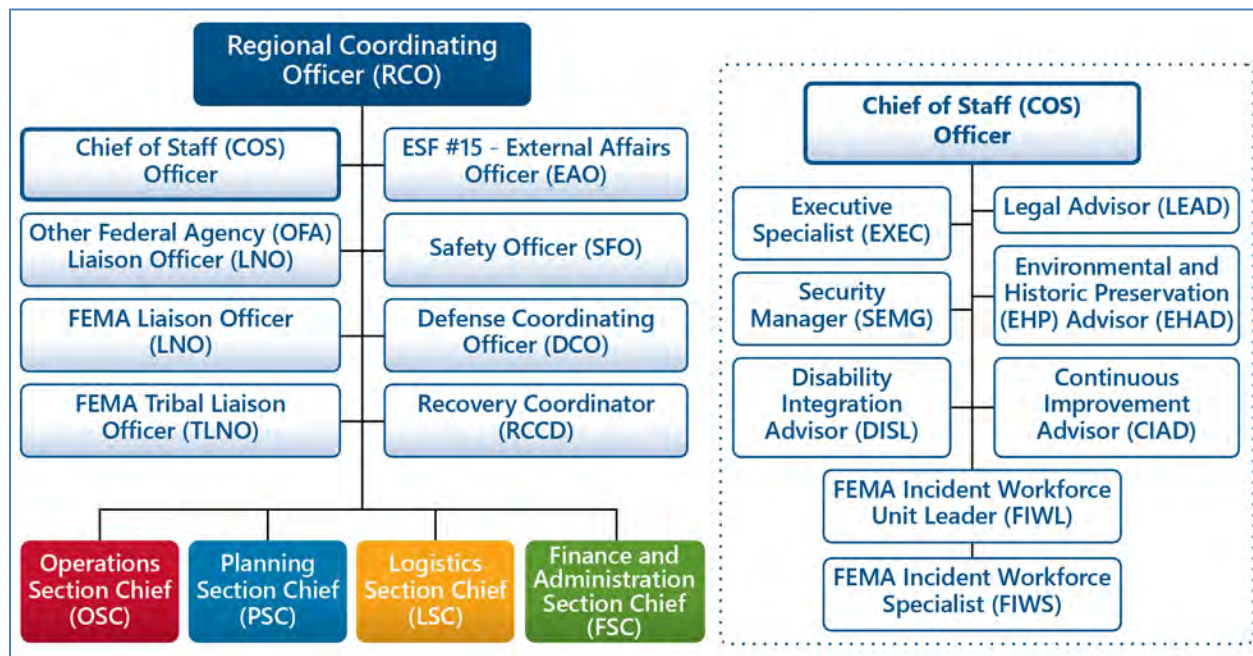 Regional Coordinating
Officer (RCO)
Chief of Staff (COS)
Officer
ESF #15 - External Affairs
Officer (EAO)
Other Federal Agency (OFA)
Liaison Officer (LNO)
Safety Officer (SFO)
FEMA Liaison Officer
(LNO)
Defense Coordinating
Officer (DCO)
FEMA Tribal Liaison
Officer (TLNO)
Recovery Coordinator
(RCCD)
Operations
Section Chief
(OSC)
Planning
Section Chief
(PSC)
Logistics
Section Chief
(LSC)
Finance and
Administration
Section Chief
(FSC)
Chief of Staff (COS)
Officer
Executive
Specialist (EXEC)
Legal Advisor (LEAD)
Security
Manager (SEMG)
Environmental and
Historic Preservation
(EHP) Advisor (EHAD)
Disability
Integration
Advisor (DISL)
Continuous
Improvement
Advisor (CIAD)
FEMA Incident Workforce
Unit Leader (FIWL)
FEMA Incident Workforce
Specialist (FIWS)